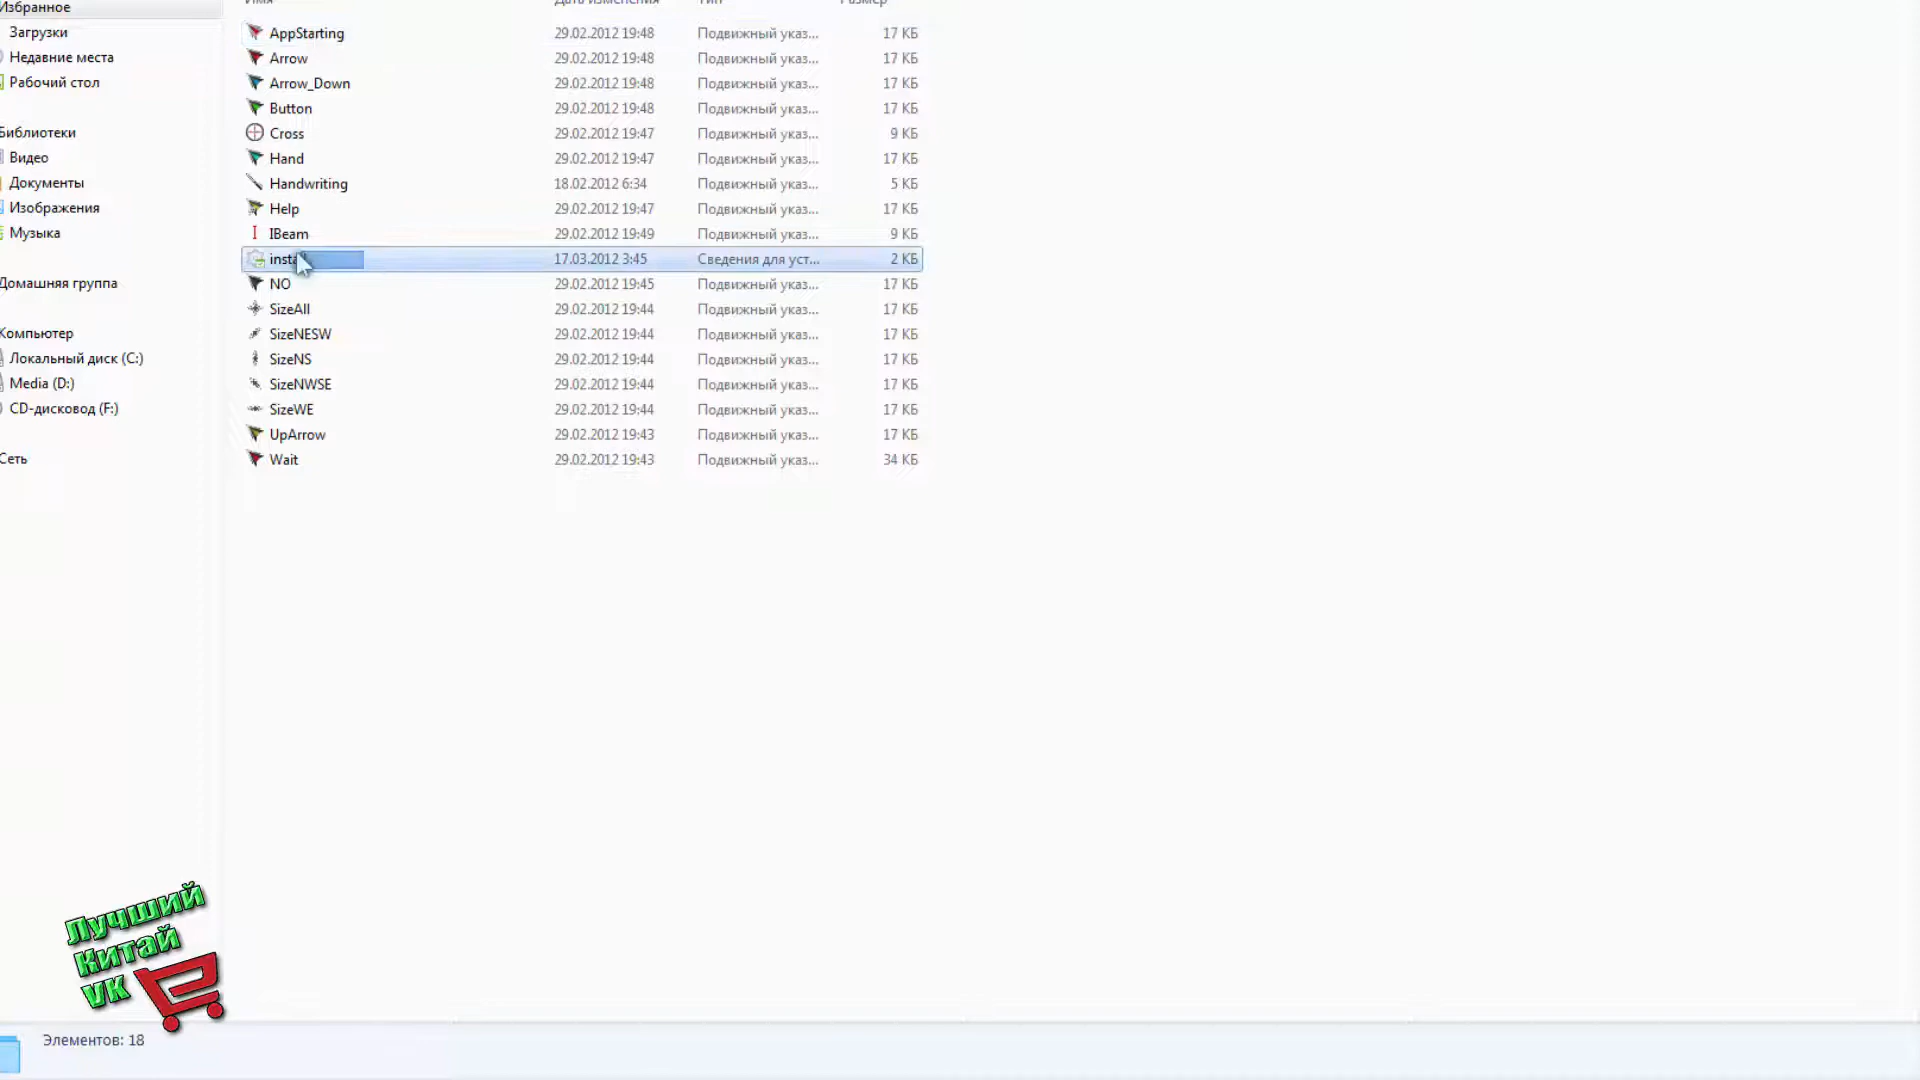 Избранное
Загрузки
Недавние места
Рабочий стол
Библиотеки
Видео
Документы
Изображения
Музыка
Домашняя группа
Компьютер
Локальный диск (C:)
Media (D:)
CD-дисковод (F:)
Сеть
Имя Дата изменения Тип Размер
AppStarting 29.02.2012 19:48 Подвижный указ... 17 КБ
Arrow 29.02.2012 19:48 Подвижный указ... 17 КБ
Arrow_Down 29.02.2012 19:48 Подвижный указ... 17 КБ
Button 29.02.2012 19:48 Подвижный указ... 17 КБ
Cross 29.02.2012 19:47 Подвижный указ... 9 КБ
Hand 29.02.2012 19:47 Подвижный указ... 17 КБ
Handwriting 18.02.2012 6:34 Подвижный указ... 5 КБ
Help 29.02.2012 19:47 Подвижный указ... 17 КБ
IBeam 29.02.2012 19:49 Подвижный указ... 9 КБ
17.03.2012 3:45 Сведения для уст... 2 КБ
NO 29.02.2012 19:45 Подвижный указ... 17 КБ
SizeAll 29.02.2012 19:44 Подвижный указ... 17 КБ
SizeNESW 29.02.2012 19:44 Подвижный указ... 17 КБ
SizeNS 29.02.2012 19:44 Подвижный указ... 17 КБ
SizeNWSE 29.02.2012 19:44 Подвижный указ... 17 КБ
SizeWE 29.02.2012 19:44 Подвижный указ... 17 КБ
UpArrow 29.02.2012 19:43 Подвижный указ... 17 КБ
Wait 29.02.2012 19:43 Подвижный указ... 34 КБ
Лучший
Китай
VK
Элементов: 18